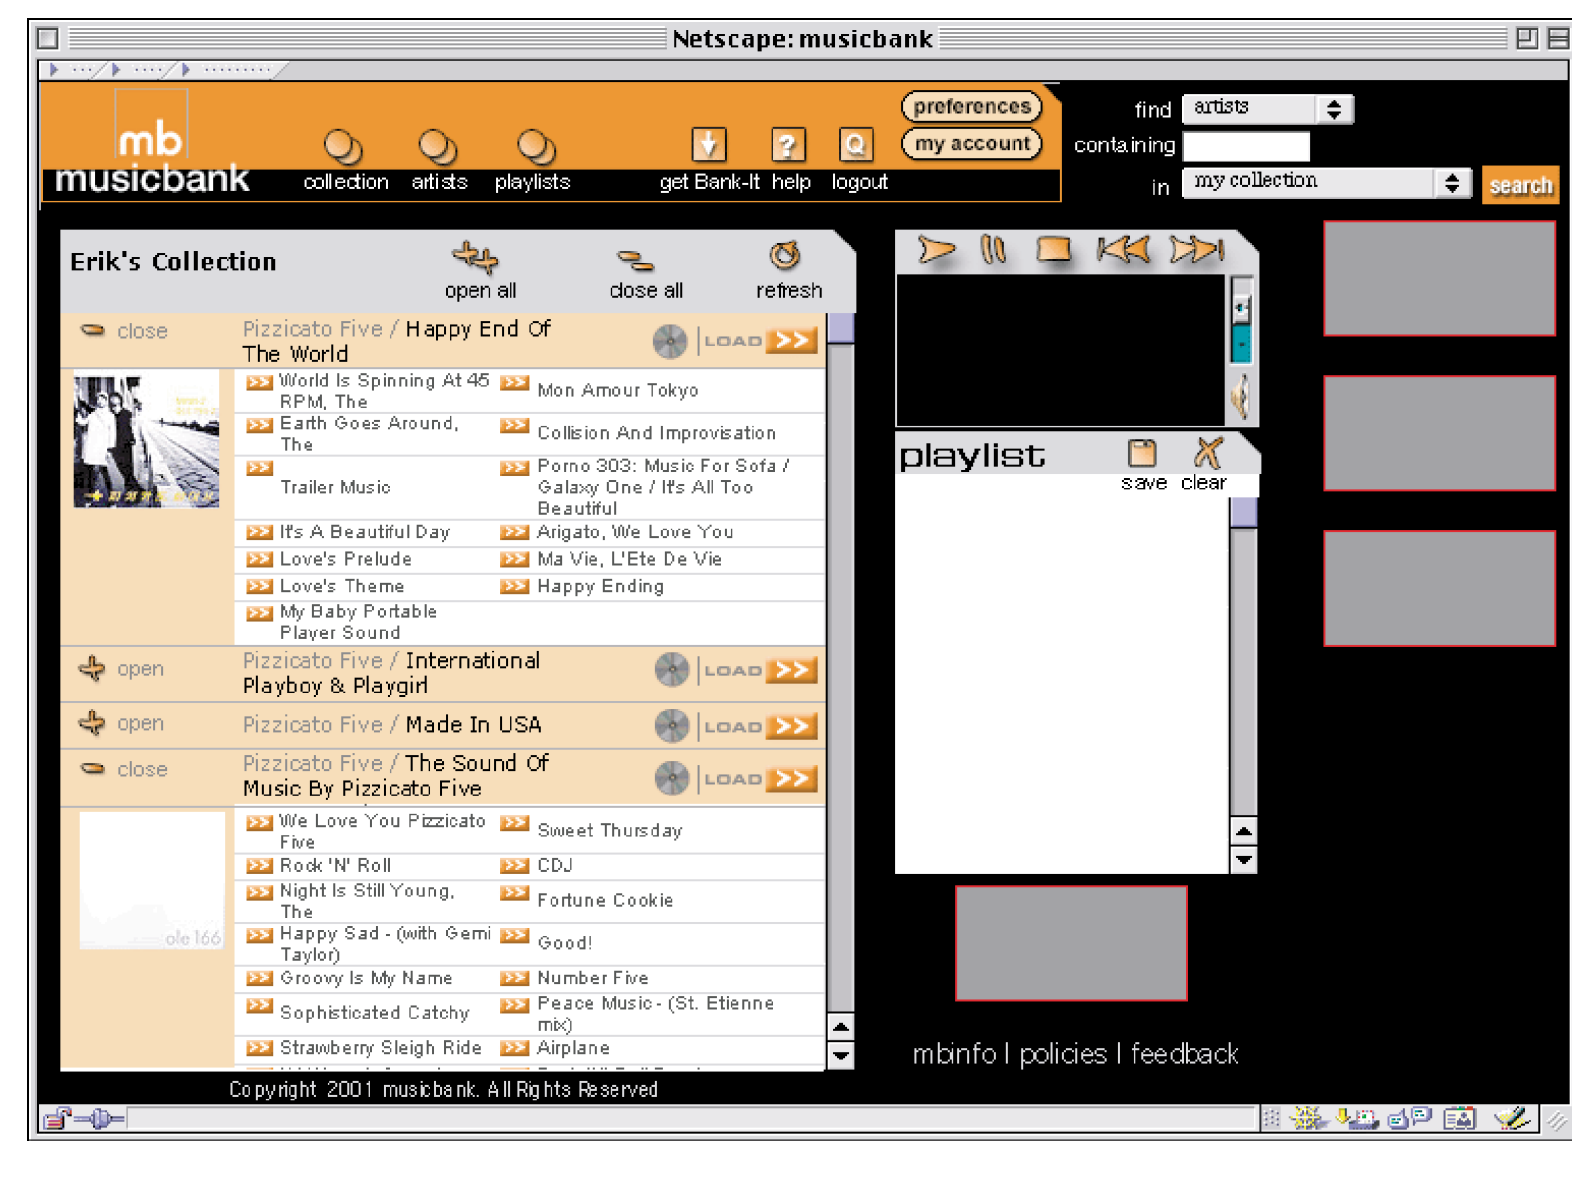 Netscape: musicbank
mb
musicbank
collection
artists
playlists
get Bank-It
help
logout
preferences
my account
find
artists
containing
in
my collection
search
Erik's Collection
open all
close all
refresh
close
Pizzicato Five / Happy End Of
The World
LOAD
World Is Spinning At 45
RPM, The
Mon Amour Tokyo
Earth Goes Around,
The
Collision And Improvisation
Trailer Music
Porno 303: Music For Sofa /
Galaxy One / It's All Too
Beautiful
It's A Beautiful Day
Arigato, We Love You
Love's Prelude
Ma Vie, L'Ete De Vie
Love's Theme
Happy Ending
My Baby Portable
Player Sound
open
Pizzicato Five / International
Playboy & Playgirl
LOAD
open
Pizzicato Five / Made In USA
LOAD
close
Pizzicato Five / The Sound Of
Music By Pizzicato Five
LOAD
ole 166
We Love You Pizzicato
Five
Sweet Thursday
Rock 'N' Roll
CDJ
Night Is Still Young,
The
Fortune Cookie
Happy Sad - (with Gemi
Taylor)
Good!
Groovy Is My Name
Number Five
Sophisticated Catchy
Peace Music - (St. Etienne
mix)
Strawberry Sleigh Ride
Airplane
playlist
save
clear
mbinfo | policies | feedback
Copyright 2001 musicbank. All Rights Reserved